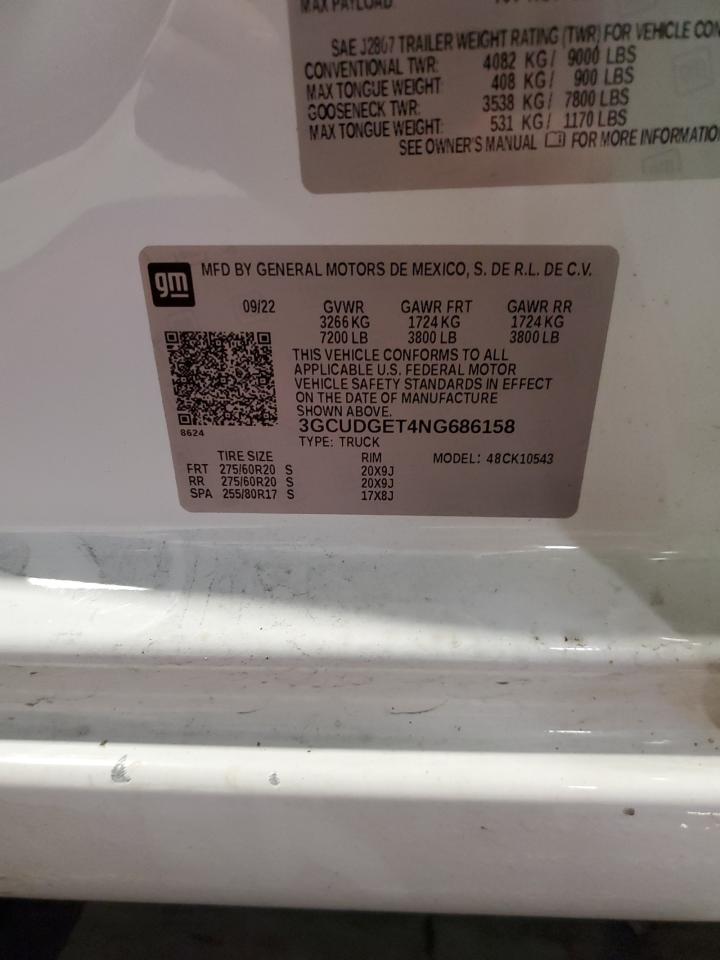 MAX PAYLOAD:
SAE J2807 TRAILER WEIGHT RATING (TWR) FOR VEHICLE
CONVENTIONAL TWR: 4082 KG/ 9000 LBS
MAX TONGUE WEIGHT: 408 KG/ 900 LBS
GOOSENECK TWR: 3538 KG/ 7800 LBS
MAX TONGUE WEIGHT: 531 KG/ 1170 LBS
SEE OWNER'S MANUAL FOR MORE INFORMATIO
gm MFD BY GENERAL MOTORS DE MEXICO, S. DE R.L. DE C.V.
09/22 GVWR GAWR FRT GAWR RR
3266 KG 1724 KG 1724 KG
7200 LB 3800 LB 3800 LB
THIS VEHICLE CONFORMS TO ALL
APPLICABLE U.S. FEDERAL MOTOR
VEHICLE SAFETY STANDARDS IN EFFECT
ON THE DATE OF MANUFACTURE
SHOWN ABOVE.
3GCUDGET4NG686158
8624
TYPE: TRUCK
TIRE SIZE RIM MODEL: 48CK10543
FRT 275/60R20 S 20X9J
RR 275/60R20 S 20X9J
SPA 255/80R17 S 17X8J